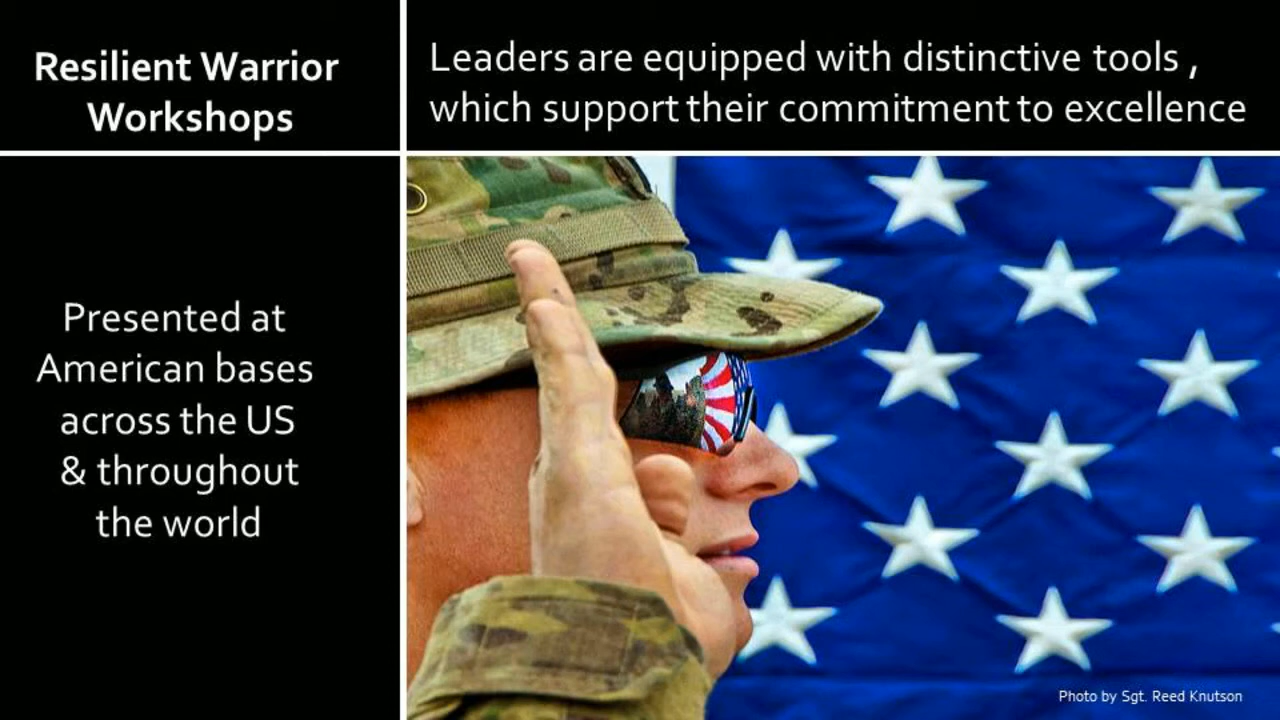 Resilient Warrior
Workshops
Leaders are equipped with distinctive tools ,
which support their commitment to excellence
Presented at
American bases
across the US
& throughout
the world
Photo by Sgt. Reed Knutson